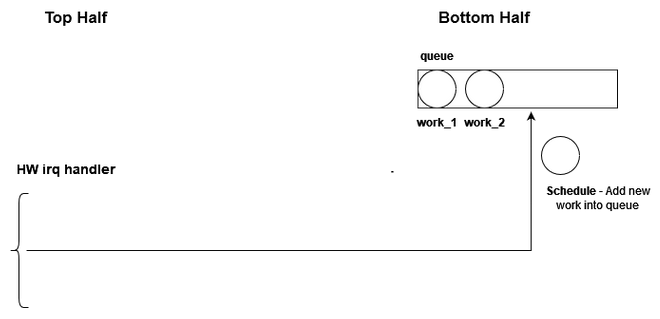 Top Half
Bottom Half
queue
work_1 work_2
HW irq handler
Schedule - Add new
work into queue